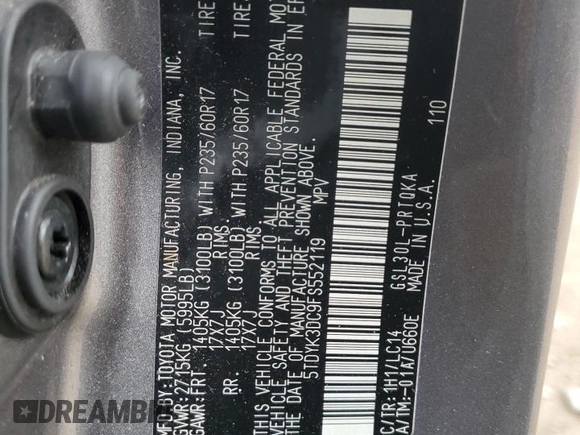 MFD. BY: TOYOTA MOTOR MANUFACTURING, INDIANA, INC.
GVWR: 2715KG (5995LB)
GAWR: FRT. 1405KG (3100LB) WITH P235/60R17 TIRE
17X7J RIMS
RR. 1405KG (3100LB) WITH P235/60R17 TIRE
17X7J RIMS
THIS VEHICLE CONFORMS TO ALL APPLICABLE FEDERAL MOT
VEHICLE SAFETY AND THEFT PREVENTION STANDARDS IN EF
THE DATE OF MANUFACTURE SHOWN ABOVE.
5TDYK3DC9FS552119 MPV
C/TR: 1H1/LC14 GSL30L-PRTQKA
A/TM: -01A/U660E MADE IN U.S.A.
110
DREAMBI